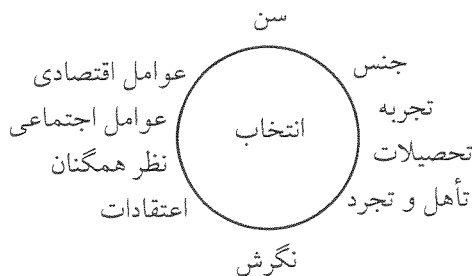 سن
جنس
تجربه
تحصیلات
تأهل و تجرد
عوامل اقتصادی
عوامل اجتماعی
نظر همگنان
اعتقادات
انتخاب
نگرش